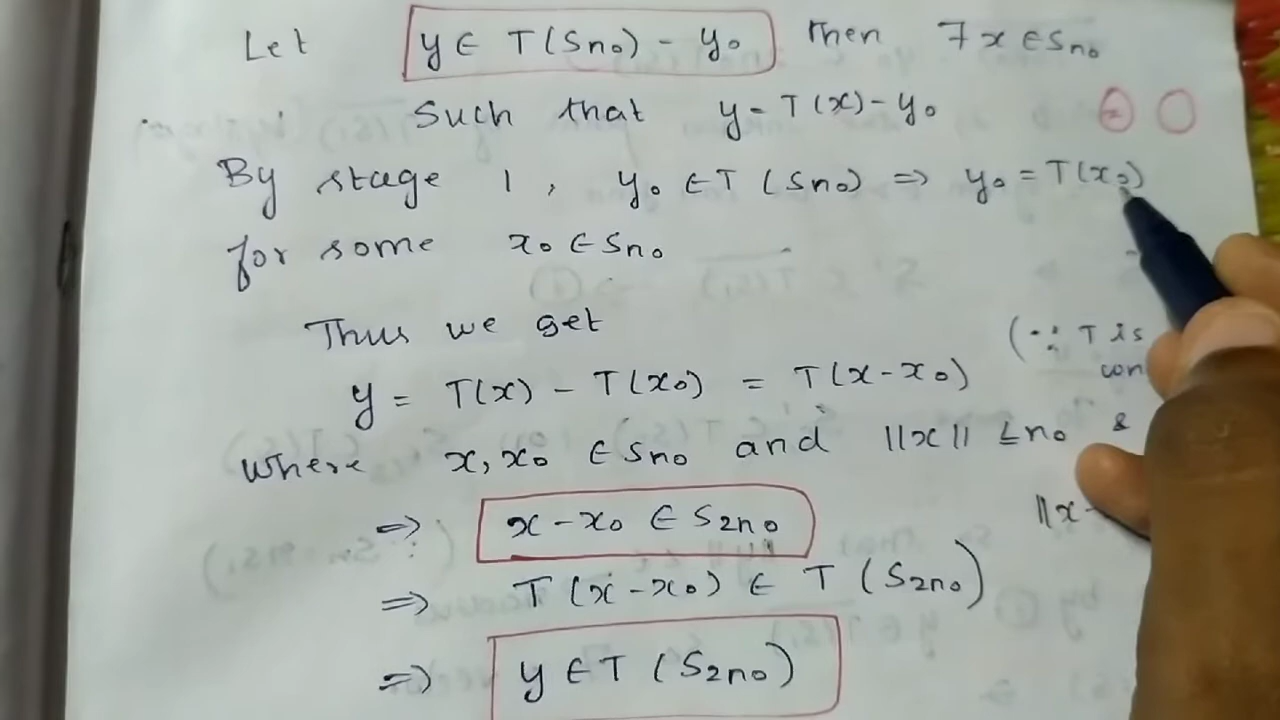 Let y ∈ T(Sn₀) - y₀ then ∃ x ∈ Sn₀
Such that y = T(x) - y₀
By stage 1, y₀ ∈ T(Sn₀) ⇒ y₀ = T(x₀)
for some x₀ ∈ Sn₀
Thus we get
(∵ T is
y = T(x) - T(x₀) = T(x-x₀)
con
where x, x₀ ∈ Sn₀ and ||x|| ≤ n₀ &
⇒ x - x₀ ∈ S2n₀
||x-
⇒ T(x-x₀) ∈ T(S2n₀)
⇒ y ∈ T(S2n₀)